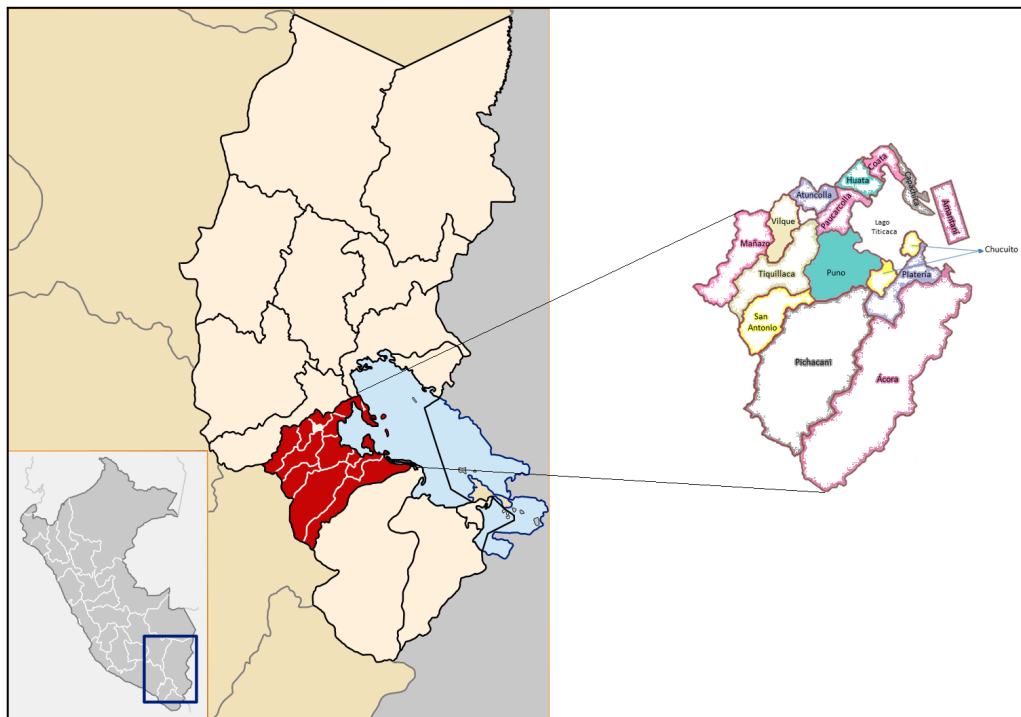 Coata
Huata
Capachica
Atuncolla
Amantaní
Paucarcolla
Vilque
Lago
Titicaca
Mañazo
Chucuito
Tiquillaca
Puno
Platería
San
Antonio
Pichacani
Ácora